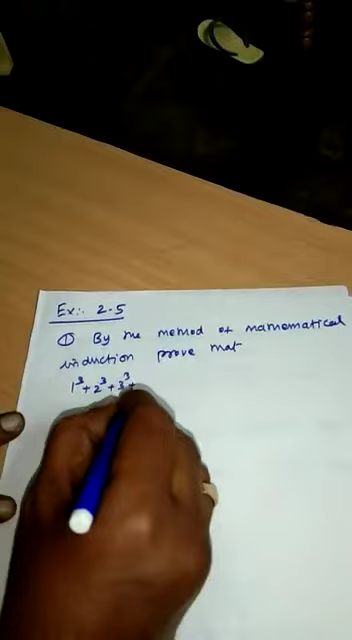 Ex:. 2.5
① By the method of mathematical
induction prove that
1³+2³+3³+